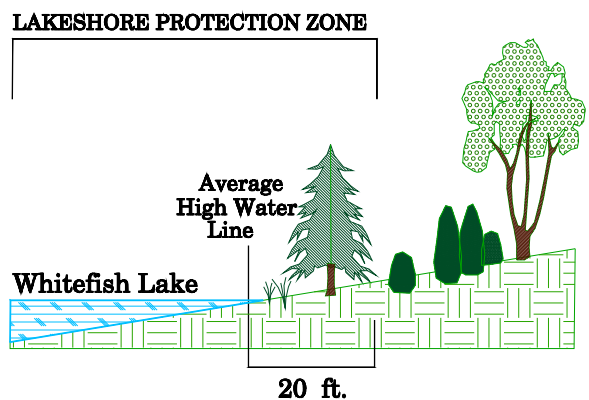 LAKESHORE PROTECTION ZONE
Average
High Water
Line
Whitefish Lake
20 ft.